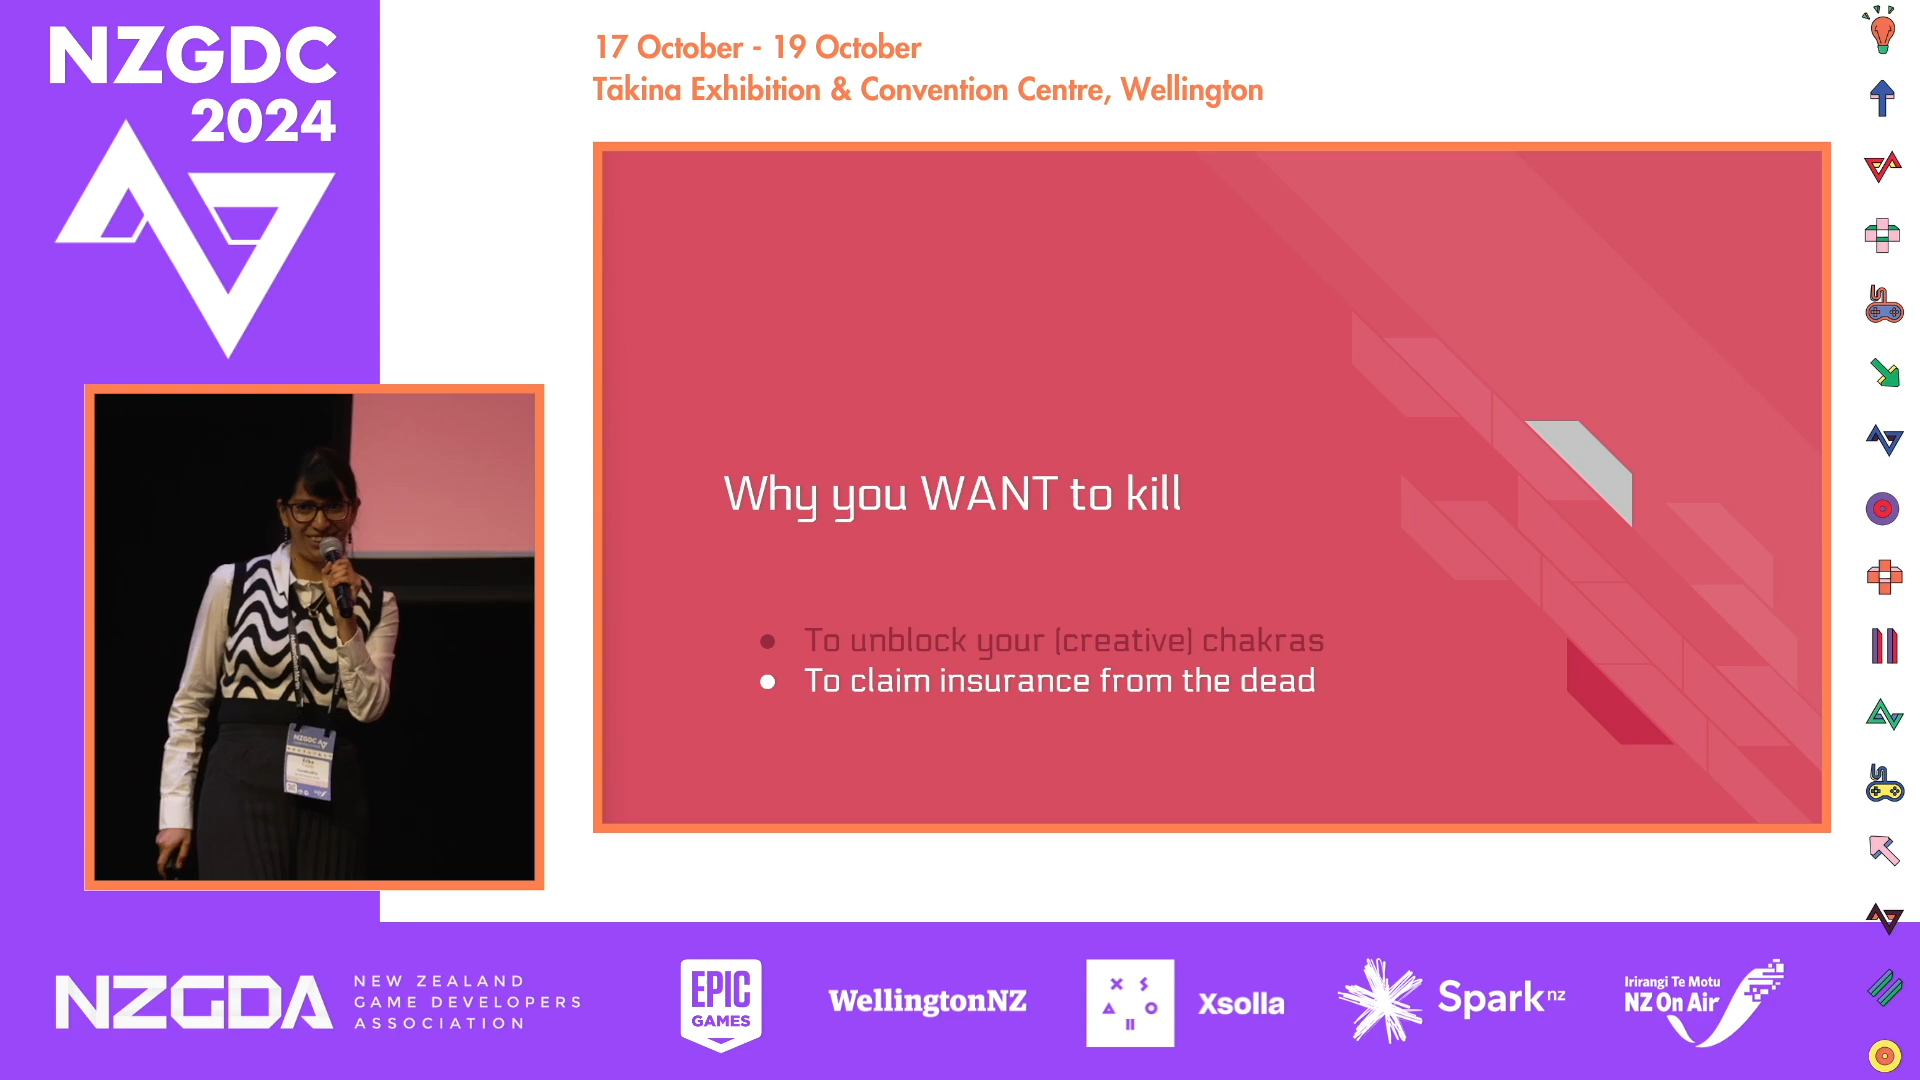 NZGDC
2024
17 October - 19 October
Tākina Exhibition & Convention Centre, Wellington
Why you WANT to kill
To unblock your (creative) chakras
To claim insurance from the dead
NZGDC
Erika
NZGDA
NEW ZEALAND
GAME DEVELOPERS
ASSOCIATION
EPIC
GAMES
WellingtonNZ
Xsolla
Spark nz
Irirangi Te Motu
NZ On Air